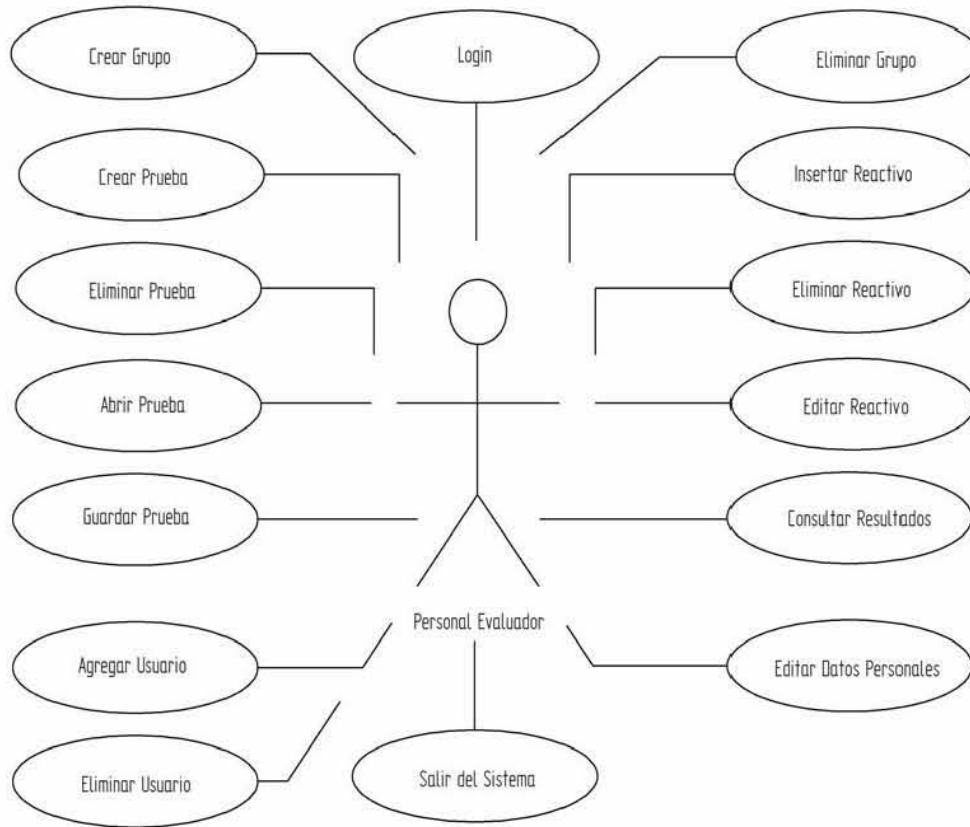 Crear Grupo
Login
Eliminar Grupo
Crear Prueba
Insertar Reactivo
Eliminar Prueba
Eliminar Reactivo
Abrir Prueba
Editar Reactivo
Guardar Prueba
Consultar Resultados
Personal Evaluador
Agregar Usuario
Editar Datos Personales
Eliminar Usuario
Salir del Sistema